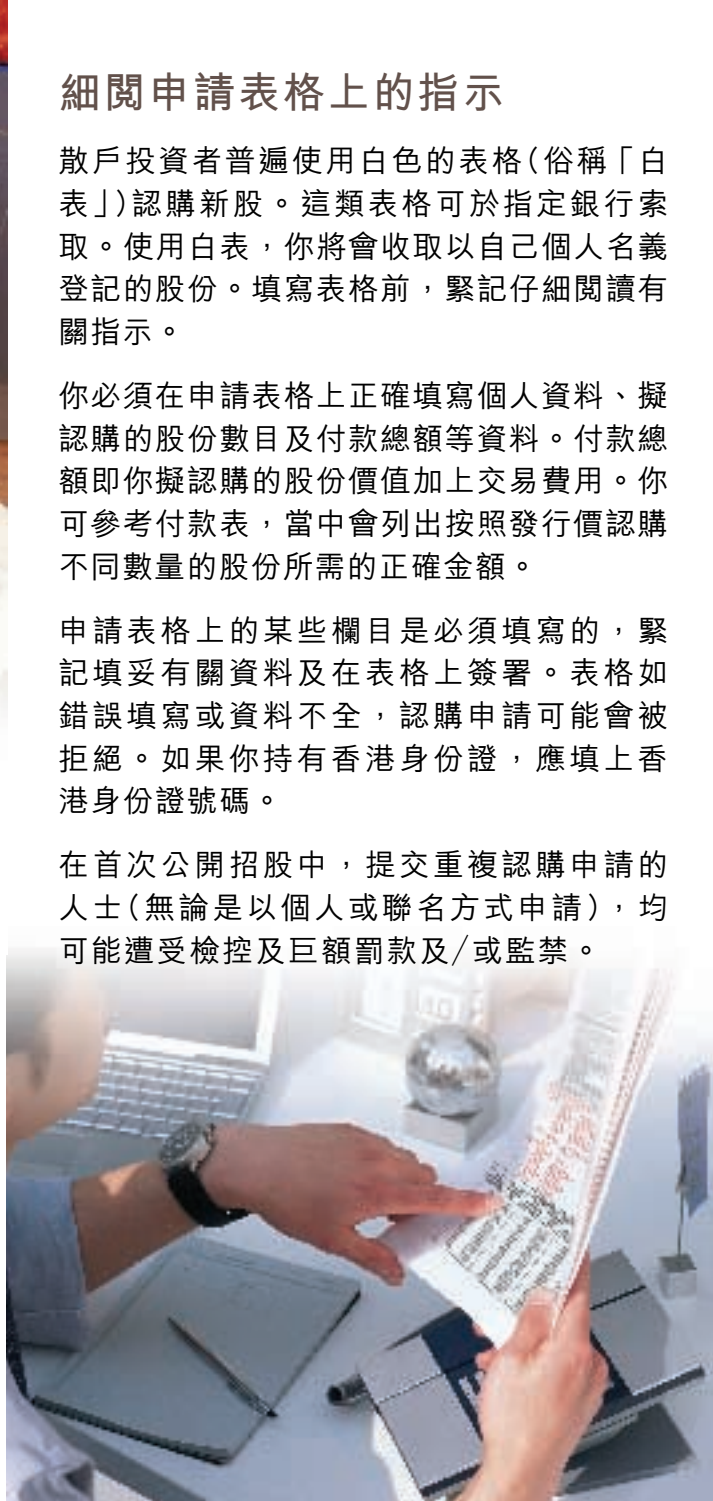 細閱申請表格上的指示
散戶投資者普遍使用白色的表格(俗稱「白
表」)認購新股。這類表格可於指定銀行索
取。使用白表，你將會收取以自己個人名義
登記的股份。填寫表格前，緊記仔細閱讀有
關指示。
你必須在申請表格上正確填寫個人資料、擬
認購的股份數目及付款總額等資料。付款總
額即你擬認購的股份價值加上交易費用。你
可參考付款表，當中會列出按照發行價認購
不同數量的股份所需的正確金額。
申請表格上的某些欄目是必須填寫的，緊
記填妥有關資料及在表格上簽署。表格如
錯誤填寫或資料不全，認購申請可能會被
拒絕。如果你持有香港身份證，應填上香
港身份證號碼。
在首次公開招股中，提交重複認購申請的
人士(無論是以個人或聯名方式申請)，均
可能遭受檢控及巨額罰款及/或監禁。